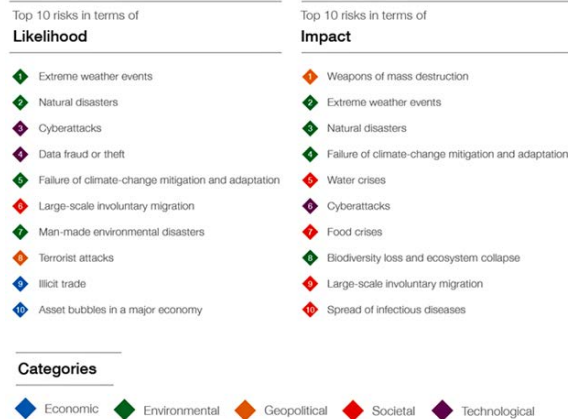 Top 10 risks in terms of
Likelihood
1 Extreme weather events
2 Natural disasters
3 Cyberattacks
4 Data fraud or theft
5 Failure of climate-change mitigation and adaptation
6 Large-scale involuntary migration
7 Man-made environmental disasters
8 Terrorist attacks
9 Illicit trade
10 Asset bubbles in a major economy
Top 10 risks in terms of
Impact
1 Weapons of mass destruction
2 Extreme weather events
3 Natural disasters
4 Failure of climate-change mitigation and adaptation
5 Water crises
6 Cyberattacks
7 Food crises
8 Biodiversity loss and ecosystem collapse
9 Large-scale involuntary migration
10 Spread of infectious diseases
Categories
Economic Environmental Geopolitical Societal Technological